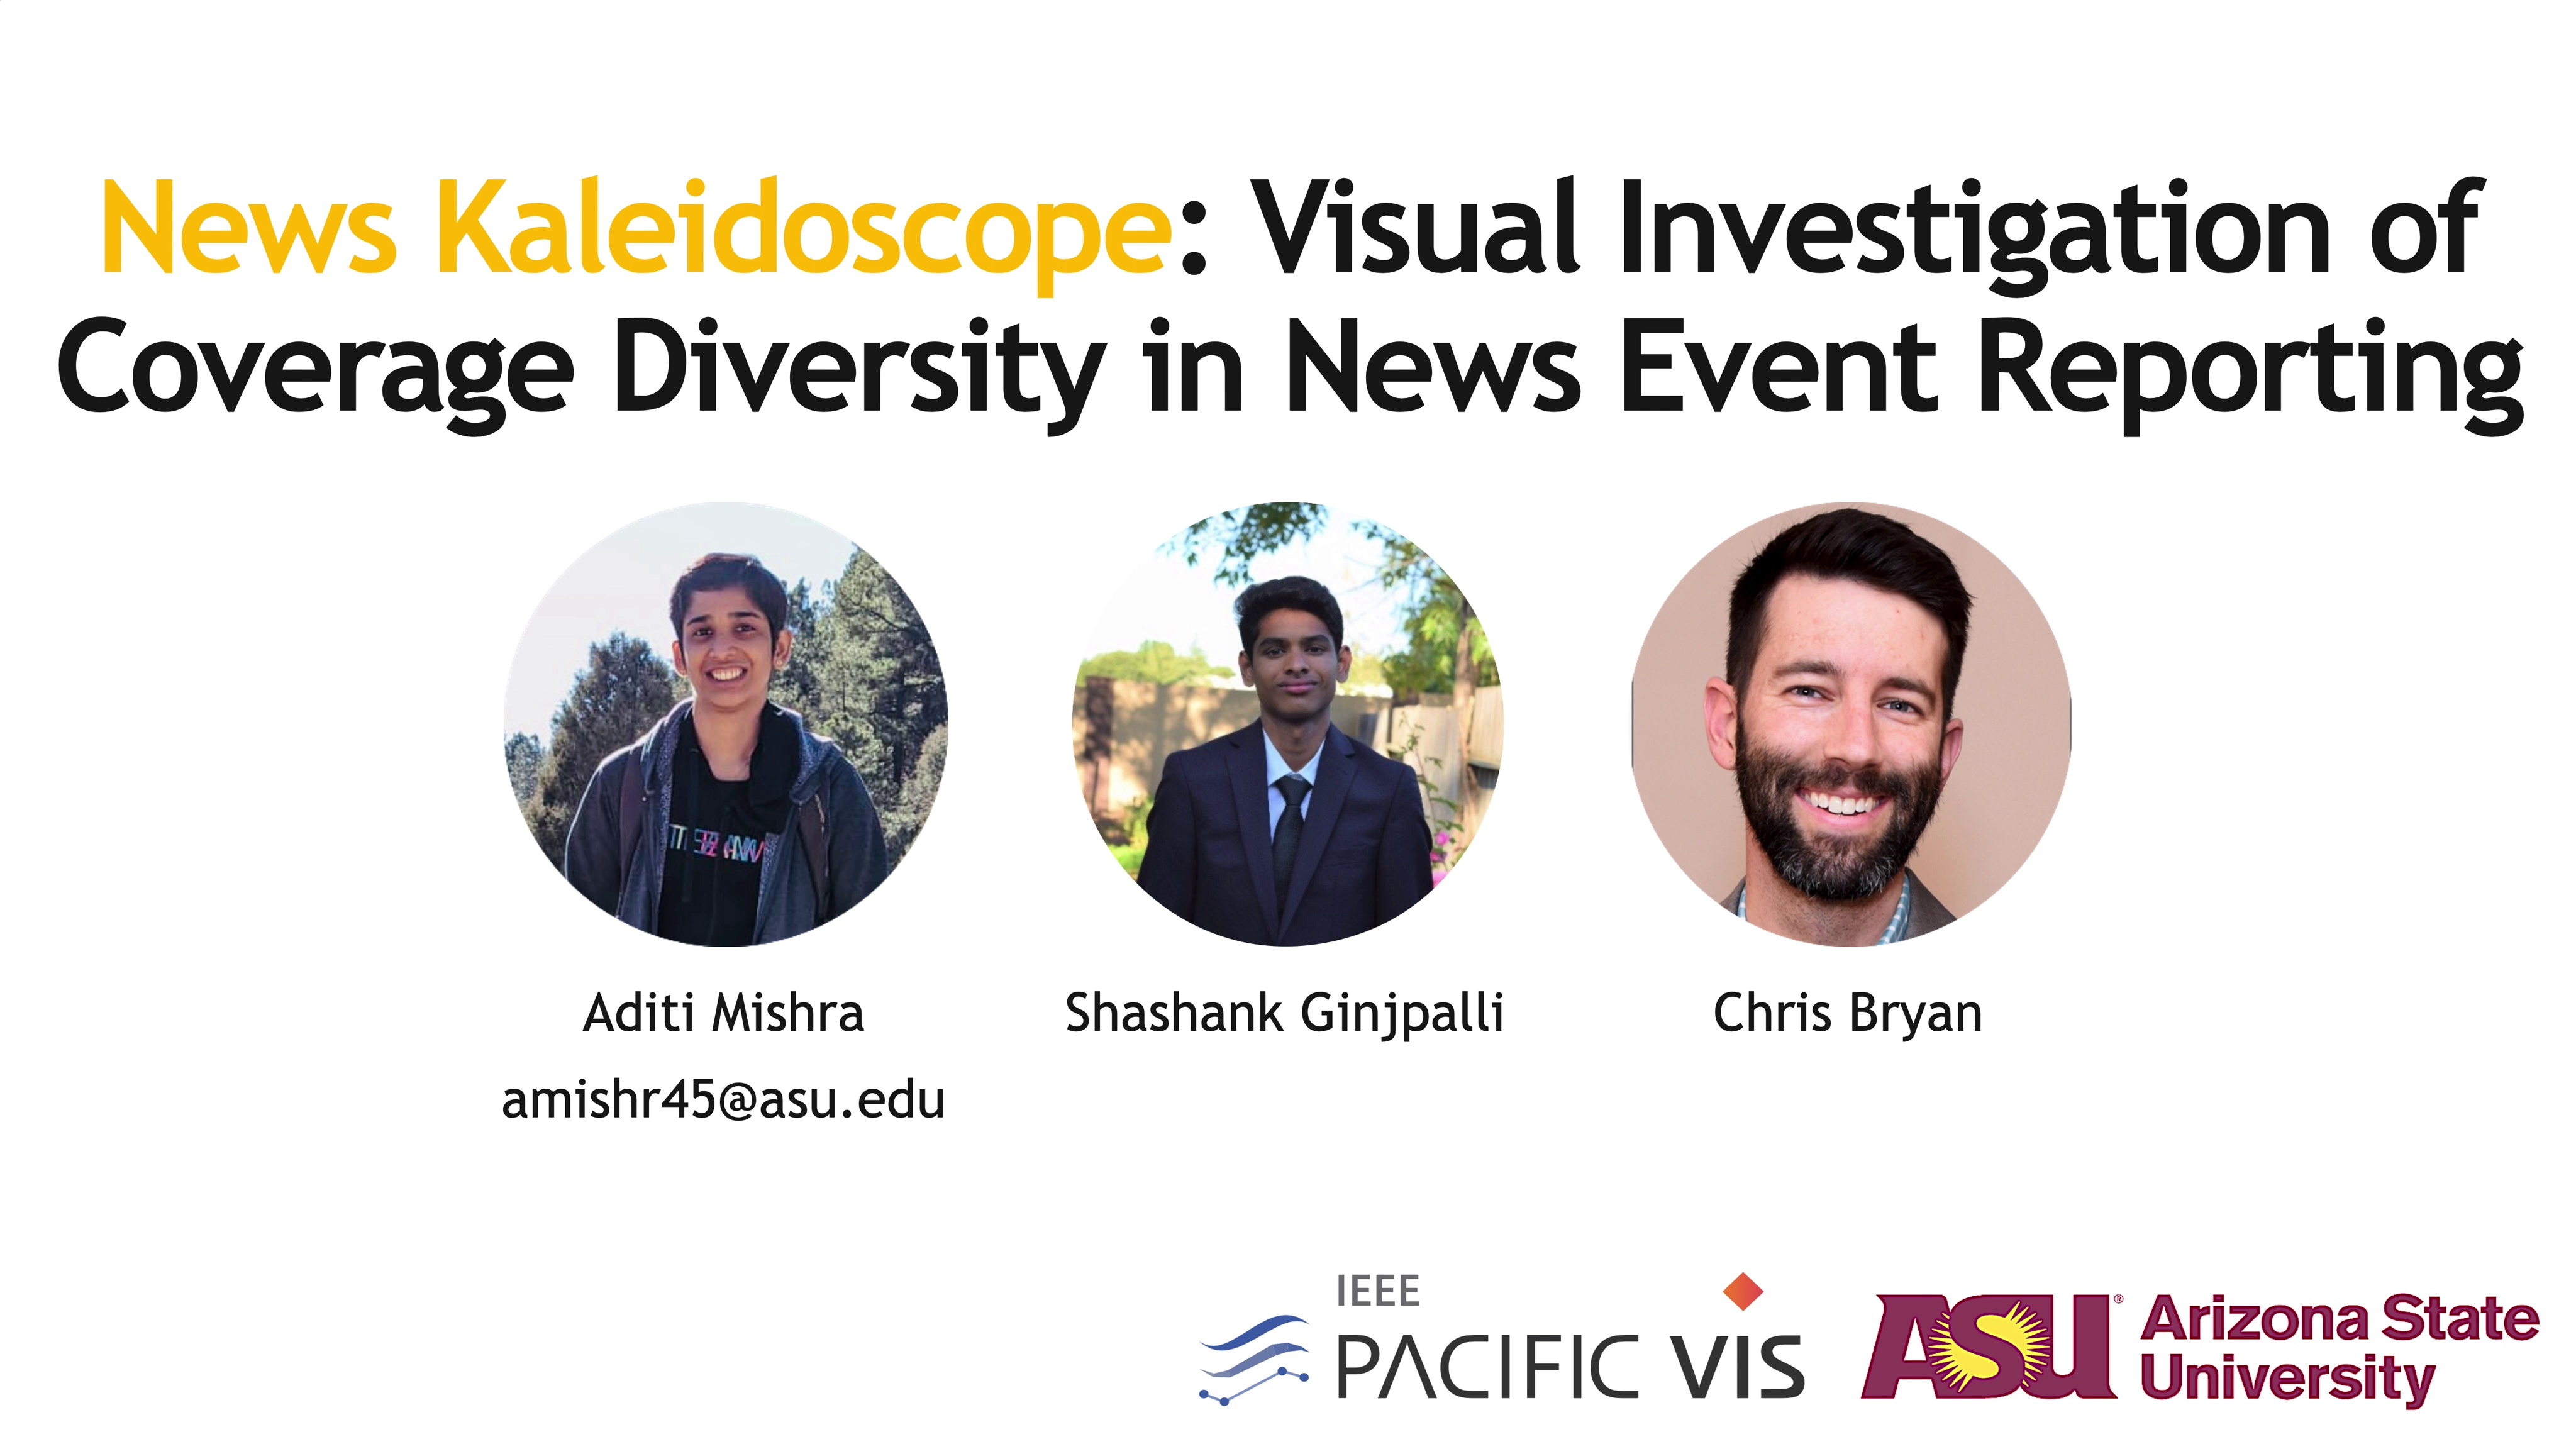 News Kaleidoscope: Visual Investigation of
Coverage Diversity in News Event Reporting
Aditi Mishra
Shashank Ginjpalli
Chris Bryan
amishr45@asu.edu
IEEE
PACIFIC VIS
ASU®
Arizona State
University